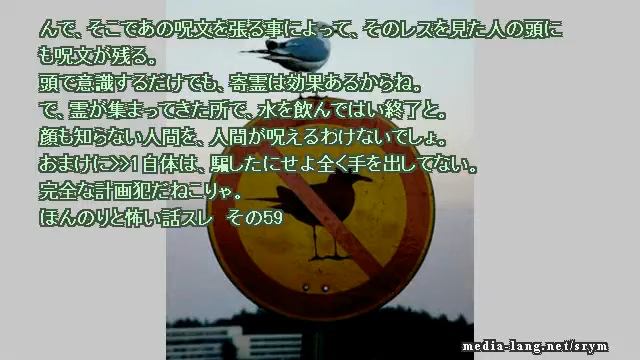 んで、そこであの呪文を張る事によって、そのレスを見た人の頭に
も呪文が残る。
頭で意識するだけでも、寄霊は効果あるからね。
で、霊が集まってきた所で、水を飲んではい終了と。
顔も知らない人間を、人間が呪えるわけないでしょ。
おまけに>>1自体は、騙したにせよ全く手を出してない。
完全な計画犯だねこりゃ。
ほんのりと怖い話スレ　その59
media-lang.net/srym